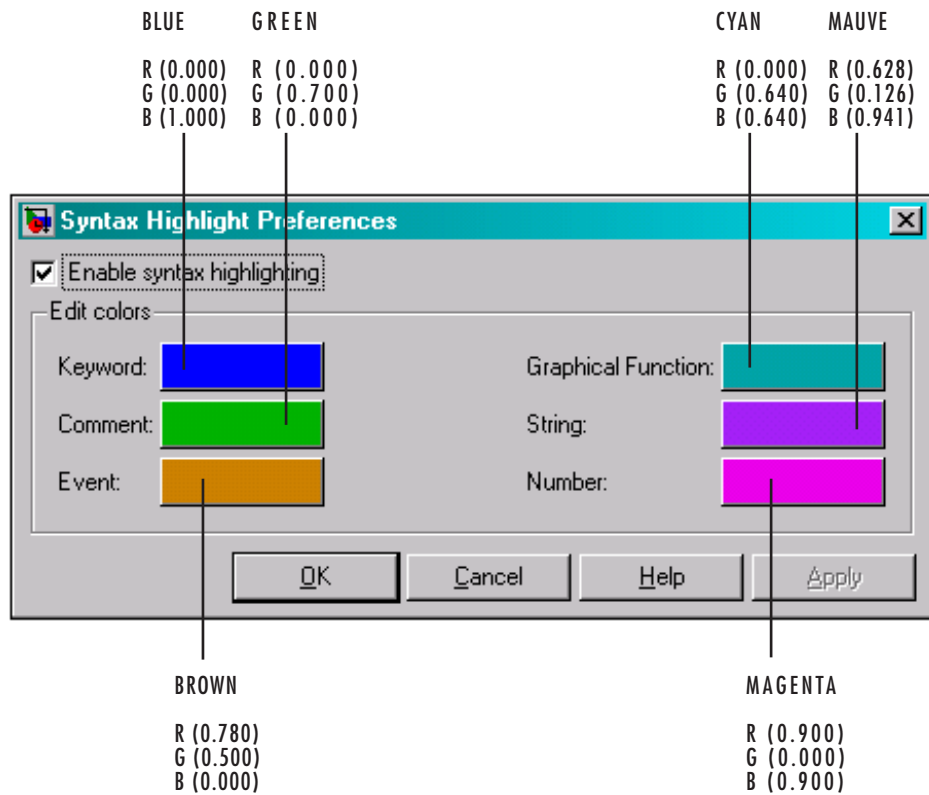 BLUE GREEN CYAN MAUVE
R (0.000) R (0.000) R (0.000) R (0.628)
G (0.000) G (0.700) G (0.640) G (0.126)
B (1.000) B (0.000) B (0.640) B (0.941)
Syntax Highlight Preferences
Enable syntax highlighting
Edit colors
Keyword: Graphical Function:
Comment: String:
Event: Number:
OK Cancel Help Apply
BROWN MAGENTA
R (0.780) R (0.900)
G (0.500) G (0.000)
B (0.000) B (0.900)